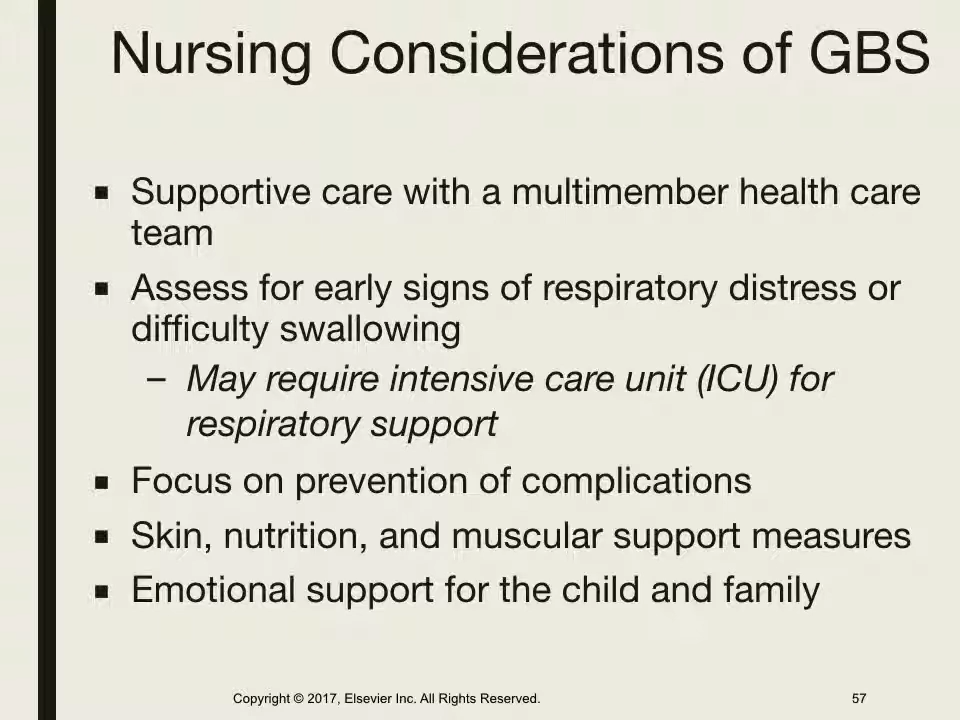 Nursing Considerations of GBS
▪ Supportive care with a multimember health care
team
▪ Assess for early signs of respiratory distress or
difficulty swallowing
– May require intensive care unit (ICU) for
respiratory support
▪ Focus on prevention of complications
▪ Skin, nutrition, and muscular support measures
▪ Emotional support for the child and family
Copyright © 2017, Elsevier Inc. All Rights Reserved.
57